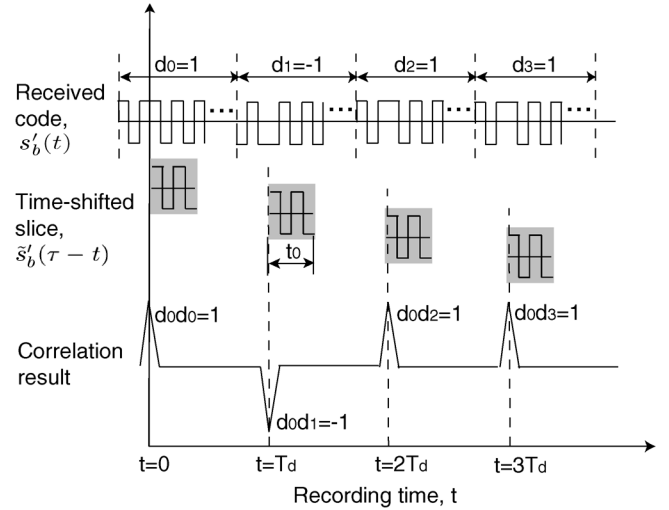 d0=1 d1=-1 d2=1 d3=1
Received
code,
s′b(t)
Time-shifted
slice,
s̃′b(τ − t)
t0
d0d0=1 d0d2=1 d0d3=1
Correlation
result
d0d1=-1
t=0 t=Td t=2Td t=3Td
Recording time, t